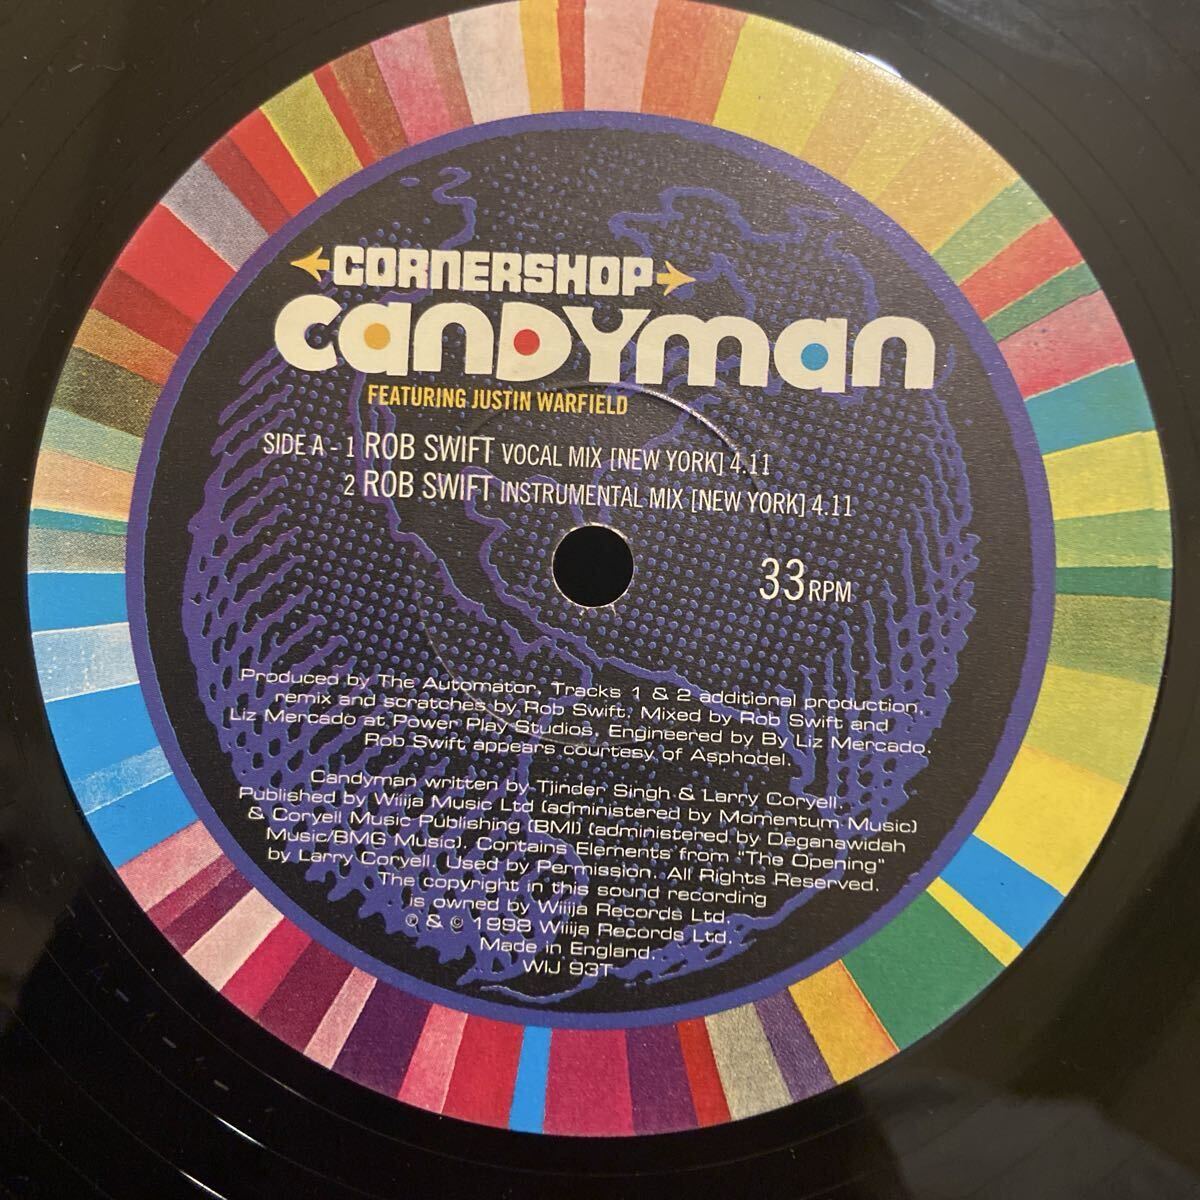 CORNERSHOP
CANDYMAN
FEATURING JUSTIN WARFIELD
SIDE A - 1 ROB SWIFT VOCAL MIX [NEW YORK] 4.11
2 ROB SWIFT INSTRUMENTAL MIX [NEW YORK] 4.11
33 RPM
Produced by The Automator. Tracks 1 & 2 additional production,
remix and scratches by Rob Swift. Mixed by Rob Swift and
Liz Mercado at Power Play Studios. Engineered by By Liz Mercado.
Rob Swift appears courtesy of Asphodel.
Candyman written by Tjinder Singh & Larry Coryell.
Published by Wiiija Music Ltd (administered by Momentum Music)
& Coryell Music Publishing (BMI) (administered by Deganawidah
Music/BMG Music). Contains Elements from "The Opening"
by Larry Coryell. Used by Permission. All Rights Reserved.
The copyright in this sound recording
is owned by Wiiija Records Ltd.
℗ & © 1998 Wiiija Records Ltd.
Made in England.
WIJ 93T